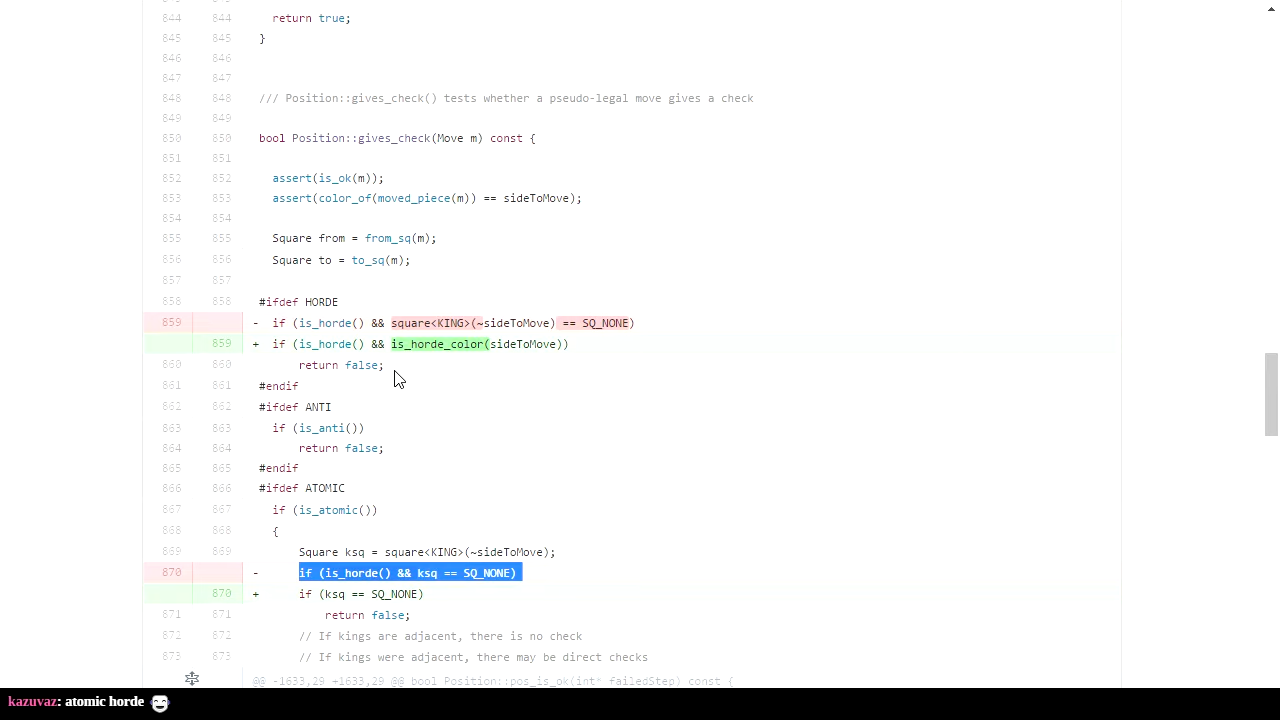 844 844 return true;
845 845 }
846 846
847 847
848 848 /// Position::gives_check() tests whether a pseudo-legal move gives a check
849 849
850 850 bool Position::gives_check(Move m) const {
851 851
852 852 assert(is_ok(m));
853 853 assert(color_of(moved_piece(m)) == sideToMove);
854 854
855 855 Square from = from_sq(m);
856 856 Square to = to_sq(m);
857 857
858 858 #ifdef HORDE
859 - if (is_horde() && square<KING>(~sideToMove) == SQ_NONE)
859 + if (is_horde() && is_horde_color(sideToMove))
860 860 return false;
861 861 #endif
862 862 #ifdef ANTI
863 863 if (is_anti())
864 864 return false;
865 865 #endif
866 866 #ifdef ATOMIC
867 867 if (is_atomic())
868 868 {
869 869 Square ksq = square<KING>(~sideToMove);
870 - if (is_horde() && ksq == SQ_NONE)
870 + if (ksq == SQ_NONE)
871 871 return false;
872 872 // If kings are adjacent, there is no check
873 873 // If kings were adjacent, there may be direct checks
@@ -1633,29 +1633,29 @@ bool Position::pos_is_ok(int* failedStep) const {
kazuvaz: atomic horde